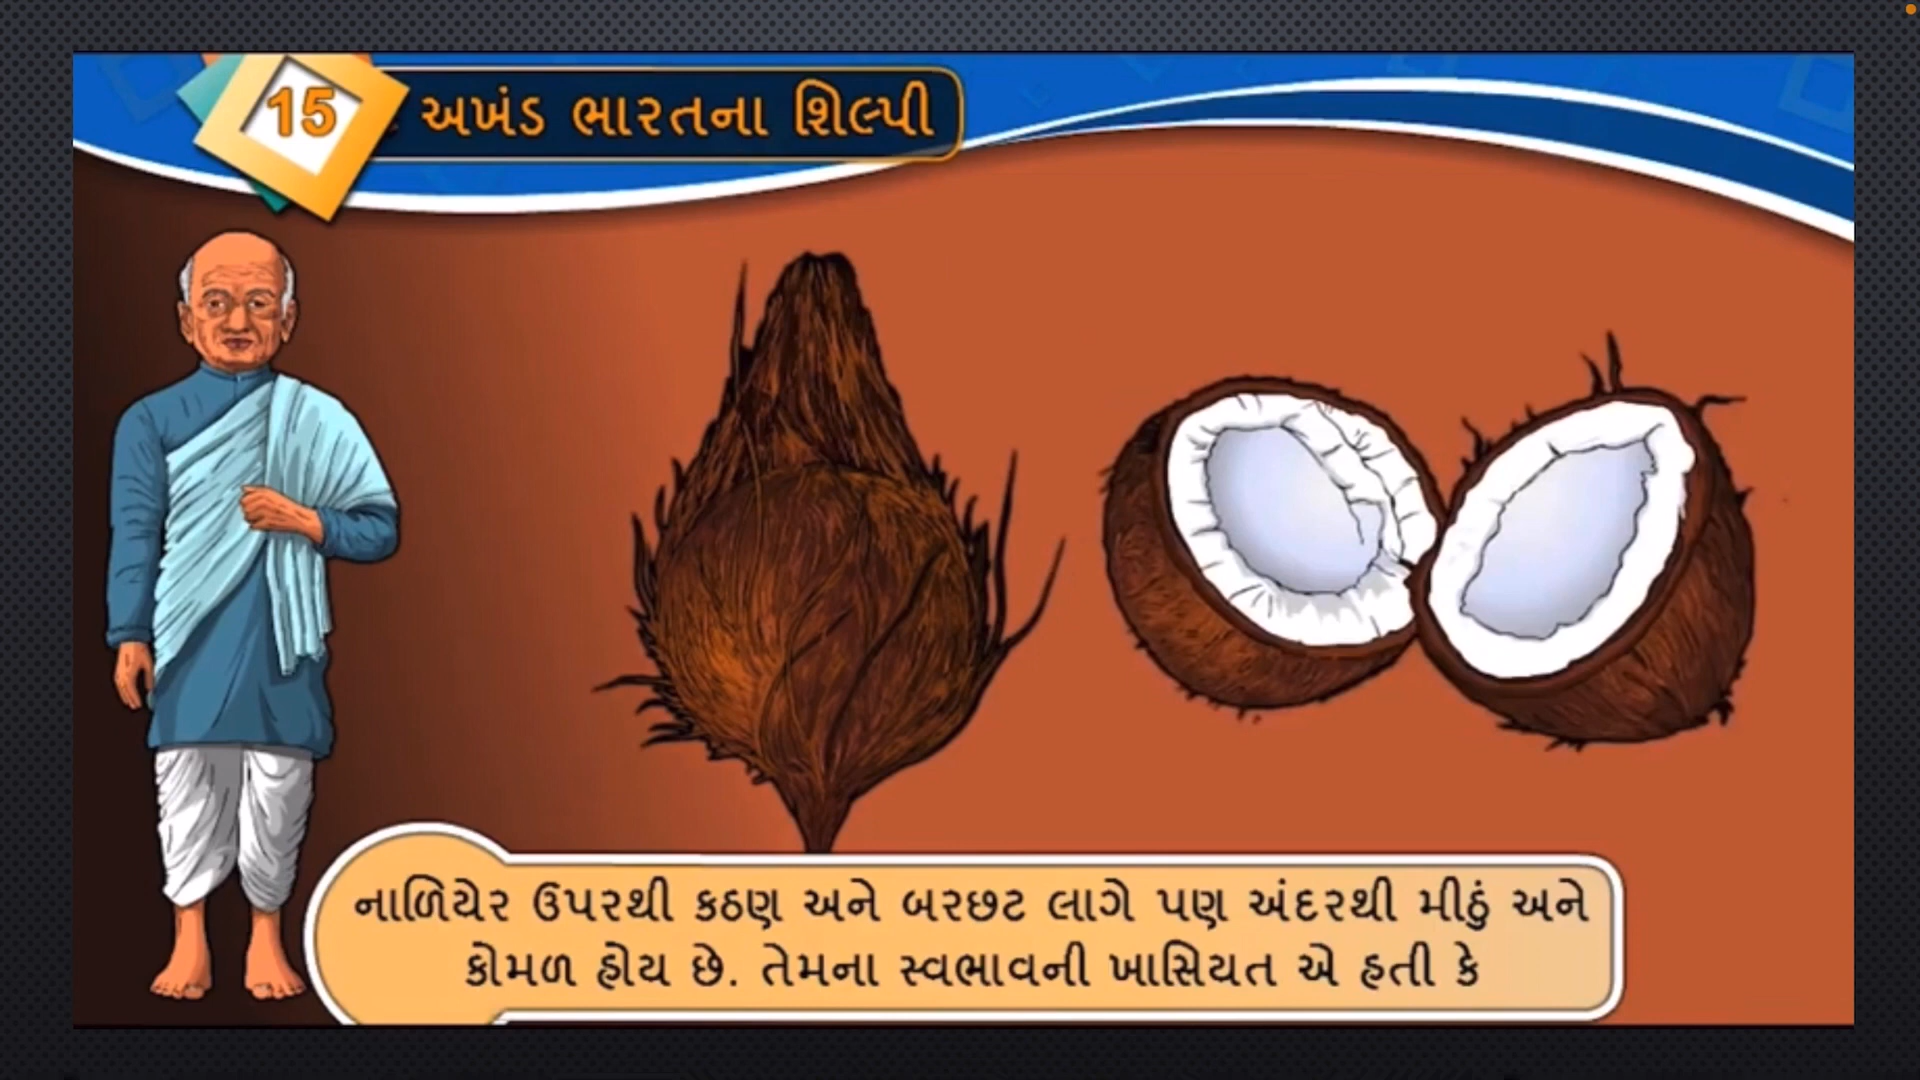 15
અખંડ ભારતના શિલ્પી
નાળિયેર ઉપરથી કઠણ અને બરછટ લાગે પણ અંદરથી મીઠું અને
કોમળ હોય છે. તેમના સ્વભાવની ખાસિયત એ હતી કે